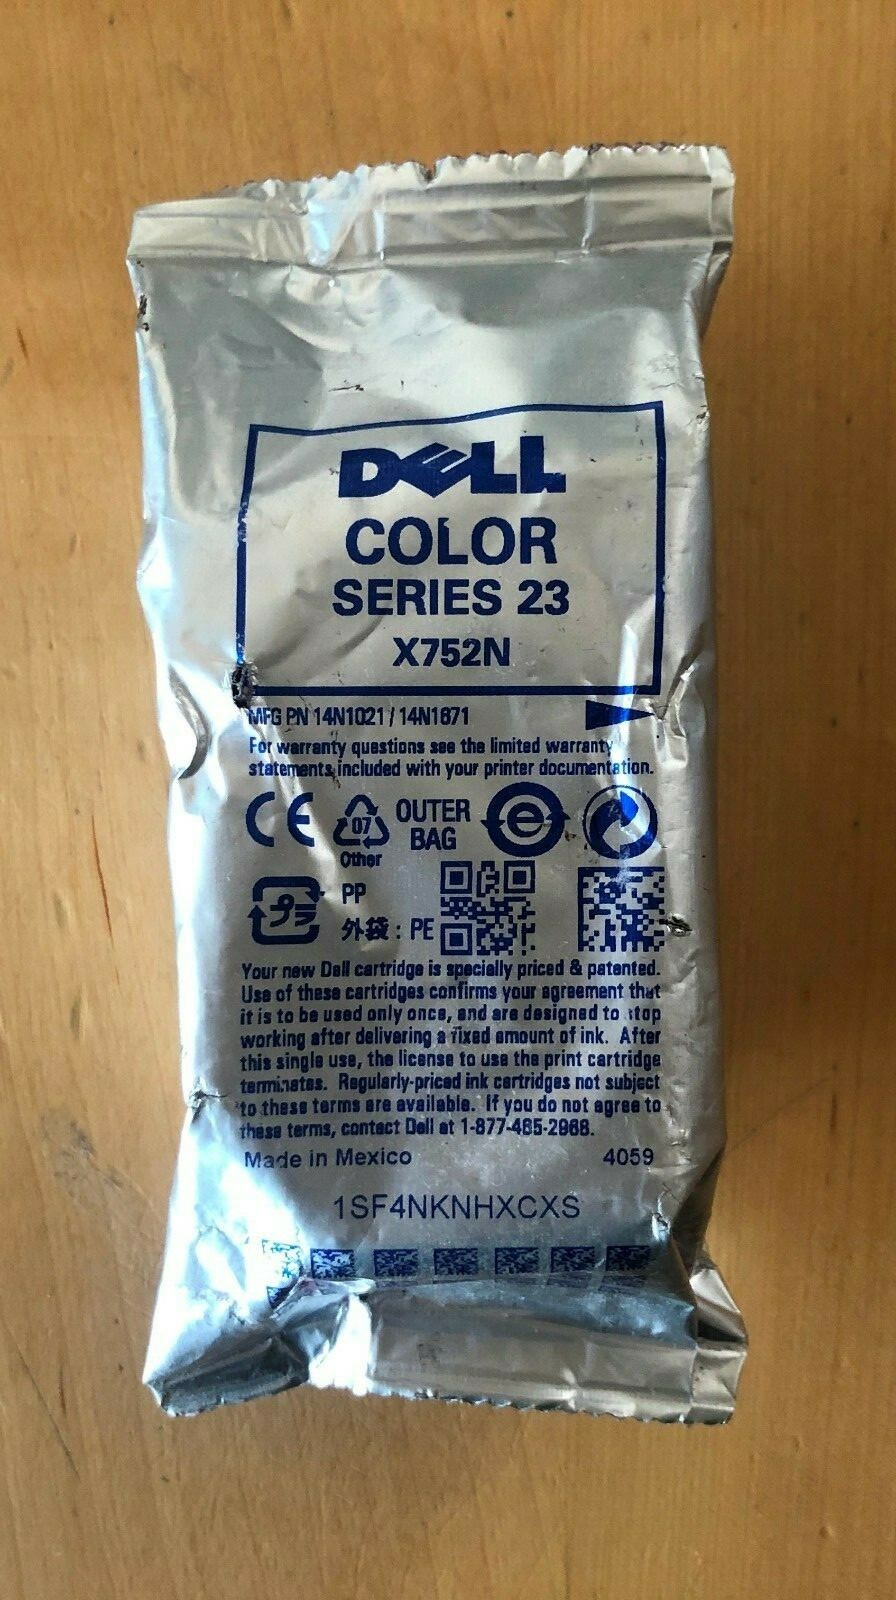 DELL
COLOR
SERIES 23
X752N
MFG PN 14N1021 / 14N1671
For warranty questions see the limited warranty
statements included with your printer documentation.
CE 07 OUTER
BAG
Other
プラ PP
外袋 : PE
Your new Dell cartridge is specially priced & patented.
Use of these cartridges confirms your agreement that
it is to be used only once, and are designed to stop
working after delivering a fixed amount of ink. After
this single use, the license to use the print cartridge
terminates. Regularly-priced ink cartridges not subject
to these terms are available. If you do not agree to
these terms, contact Dell at 1-877-465-2968.
Made in Mexico 4059
1SF4NKNHXCXS